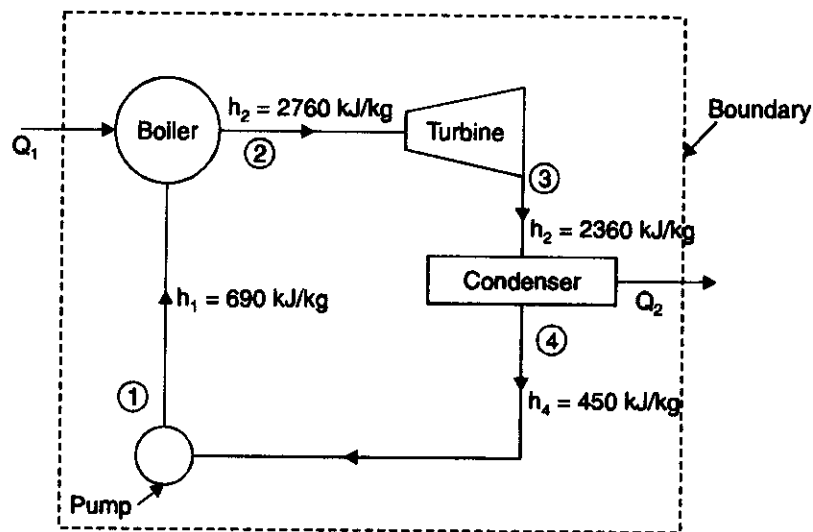 h₂ = 2760 kJ/kg
Boundary
Boiler
Turbine
Q₁
②
③
h₂ = 2360 kJ/kg
Condenser
h₁ = 690 kJ/kg
Q₂
④
①
h₄ = 450 kJ/kg
Pump